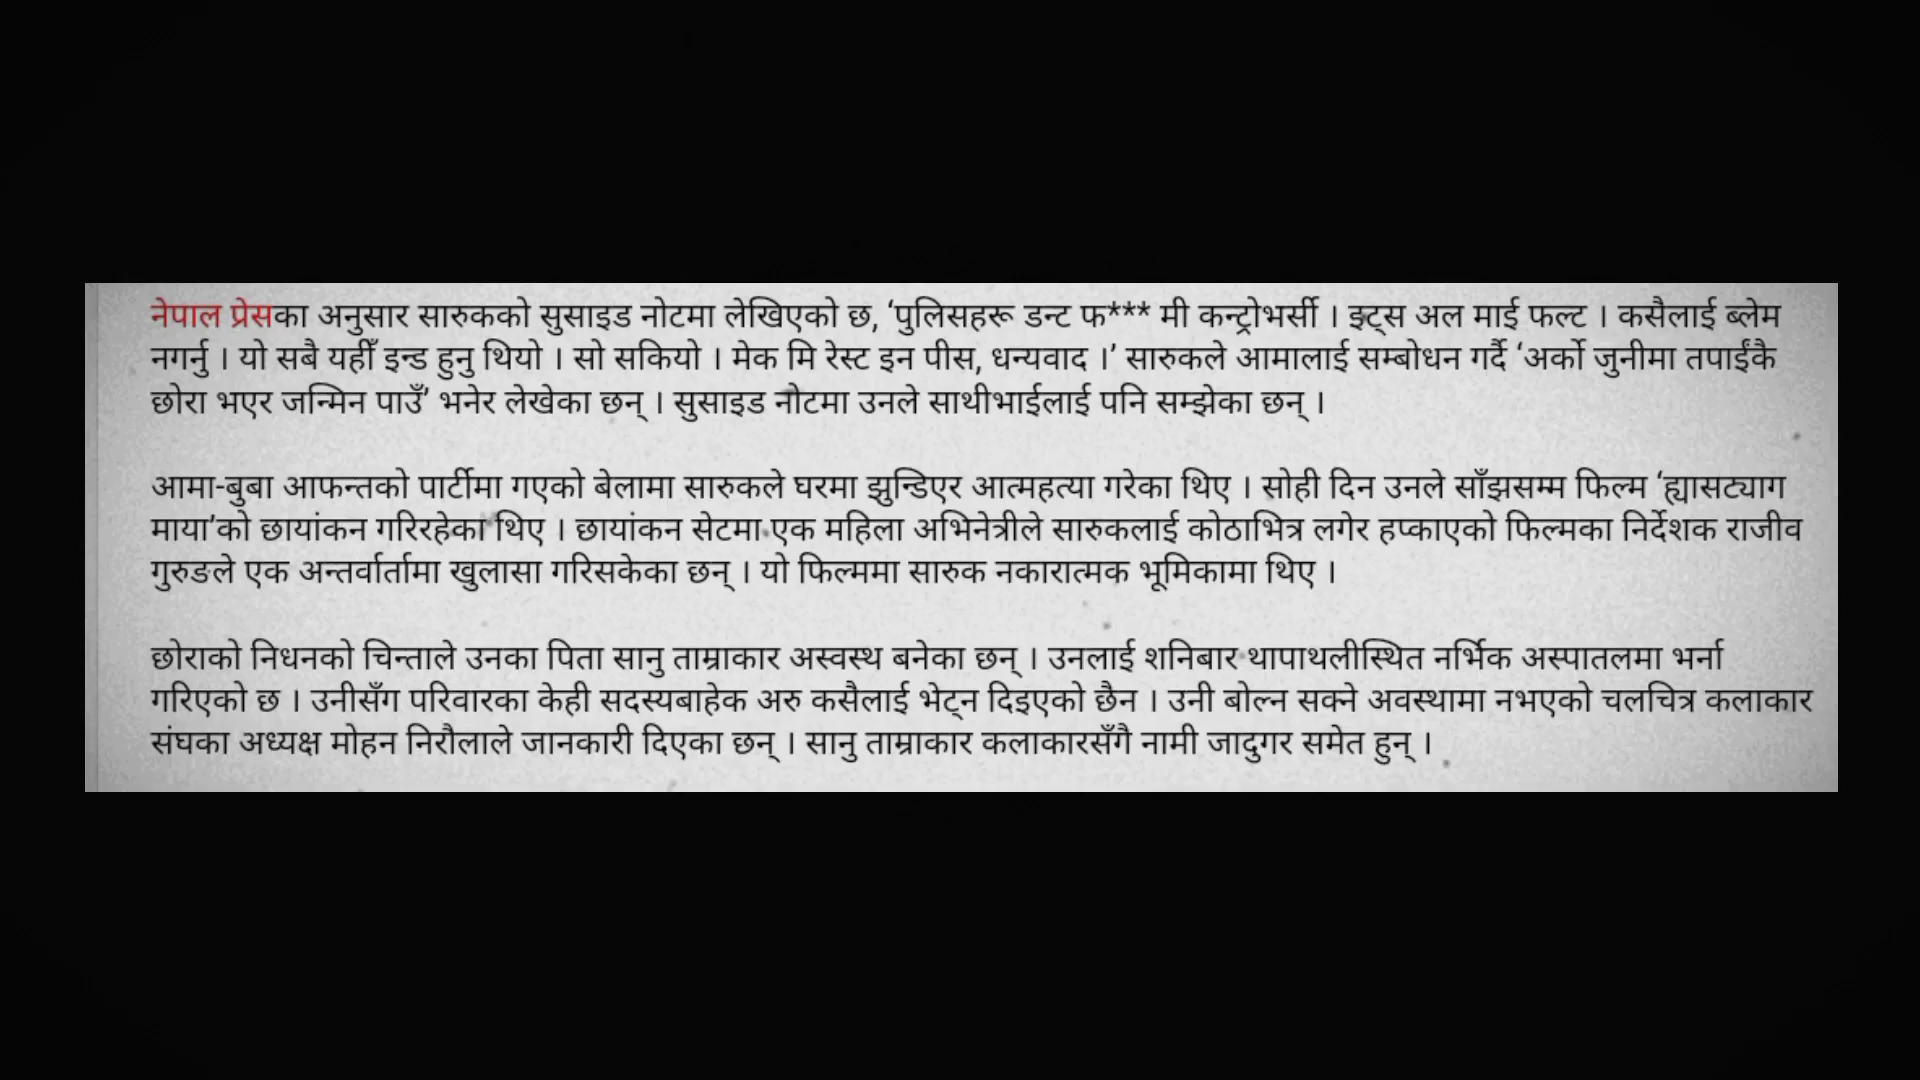 नेपाल प्रेसका अनुसार सारुकको सुसाइड नोटमा लेखिएको छ, ‘पुलिसहरू डन्ट फ*** मी कन्ट्रोभर्सी । इट्स अल माई फल्ट । कसैलाई ब्लेम
नगर्नु । यो सबै यहीँ इन्ड हुनु थियो । सो सकियो । मेक मि रेस्ट इन पीस, धन्यवाद ।’ सारुकले आमालाई सम्बोधन गर्दै ‘अर्को जुनीमा तपाईंकै
छोरा भएर जन्मिन पाउँ’ भनेर लेखेका छन् । सुसाइड नोटमा उनले साथीभाईलाई पनि सम्झेका छन् ।
आमा-बुबा आफन्तको पार्टीमा गएको बेलामा सारुकले घरमा झुन्डिएर आत्महत्या गरेका थिए । सोही दिन उनले साँझसम्म फिल्म ‘ह्यासट्याग
माया’को छायांकन गरिरहेका थिए । छायांकन सेटमा एक महिला अभिनेत्रीले सारुकलाई कोठाभित्र लगेर हप्काएको फिल्मका निर्देशक राजीव
गुरुङले एक अन्तर्वार्तामा खुलासा गरिसकेका छन् । यो फिल्ममा सारुक नकारात्मक भूमिकामा थिए ।
छोराको निधनको चिन्ताले उनका पिता सानु ताम्राकार अस्वस्थ बनेका छन् । उनलाई शनिबार थापाथलीस्थित नर्भिक अस्पातलमा भर्ना
गरिएको छ । उनीसँग परिवारका केही सदस्यबाहेक अरु कसैलाई भेट्न दिइएको छैन । उनी बोल्न सक्ने अवस्थामा नभएको चलचित्र कलाकार
संघका अध्यक्ष मोहन निरौलाले जानकारी दिएका छन् । सानु ताम्राकार कलाकारसँगै नामी जादुगर समेत हुन् ।